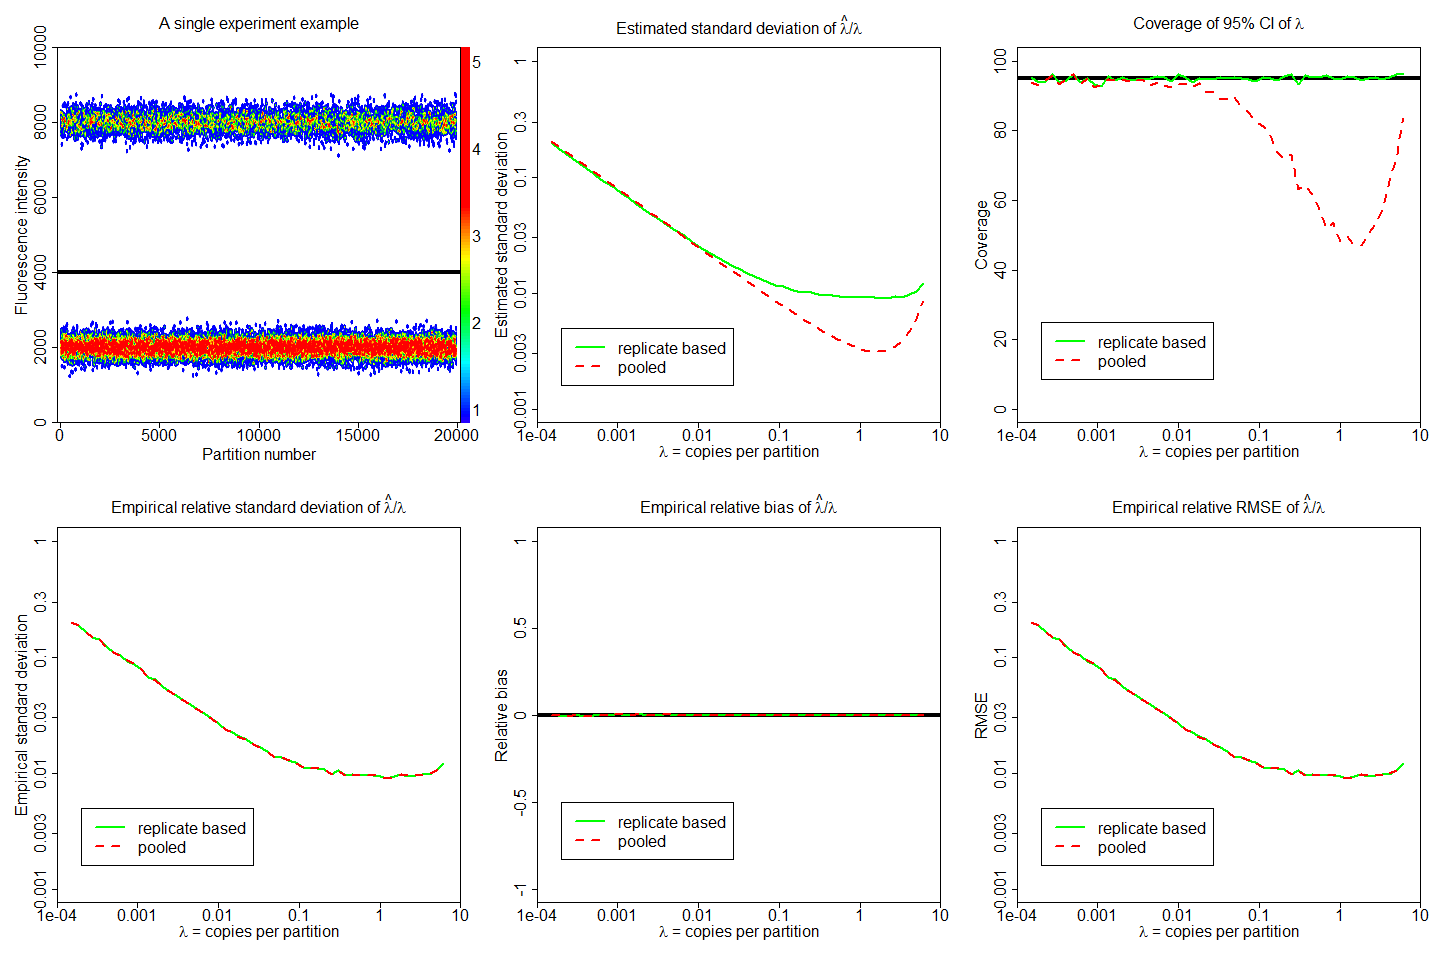 A single experiment example
Fluorescence intensity
10000
8000
6000
4000
2000
0
5
4
3
2
1
0 5000 10000 15000 20000
Partition number
Estimated standard deviation of λ̂/λ
Estimated standard deviation
1
0.3
0.1
0.03
0.01
0.003
0.001
replicate based
pooled
1e-04 0.001 0.01 0.1 1 10
λ = copies per partition
Coverage of 95% CI of λ
Coverage
100
80
60
40
20
0
replicate based
pooled
1e-04 0.001 0.01 0.1 1 10
λ = copies per partition
Empirical relative standard deviation of λ̂/λ
Empirical standard deviation
1
0.3
0.1
0.03
0.01
0.003
0.001
replicate based
pooled
1e-04 0.001 0.01 0.1 1 10
λ = copies per partition
Empirical relative bias of λ̂/λ
Relative bias
1
0.5
0
-0.5
-1
replicate based
pooled
1e-04 0.001 0.01 0.1 1 10
λ = copies per partition
Empirical relative RMSE of λ̂/λ
RMSE
1
0.3
0.1
0.03
0.01
0.003
0.001
replicate based
pooled
1e-04 0.001 0.01 0.1 1 10
λ = copies per partition